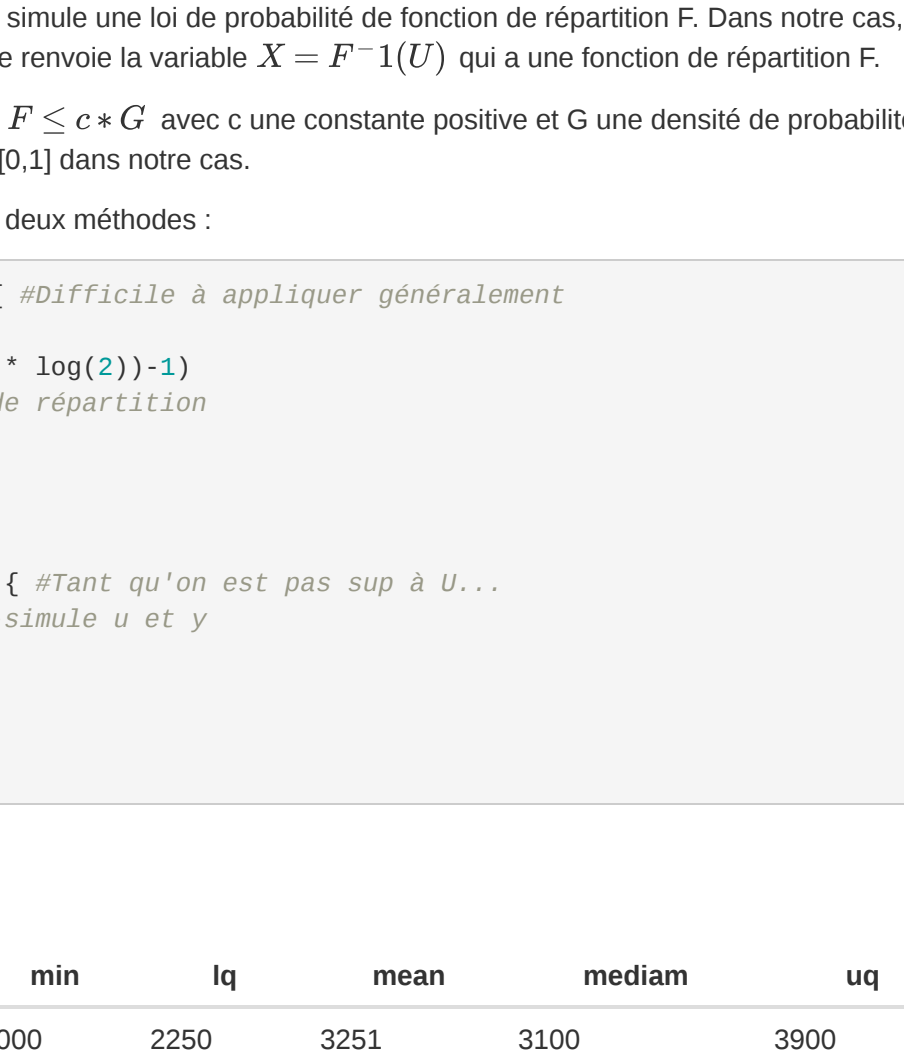 simule une loi de probabilité de fonction de répartition F. Dans notre cas,
e renvoie la variable X = F⁻1(U) qui a une fonction de répartition F.
F ≤ c ∗ G avec c une constante positive et G une densité de probabilité
[0,1] dans notre cas.
deux méthodes :
{ #Difficile à appliquer généralement
* log(2))-1)
de répartition
{ #Tant qu'on est pas sup à U...
simule u et y
min lq mean mediam uq
000 2250 3251 3100 3900